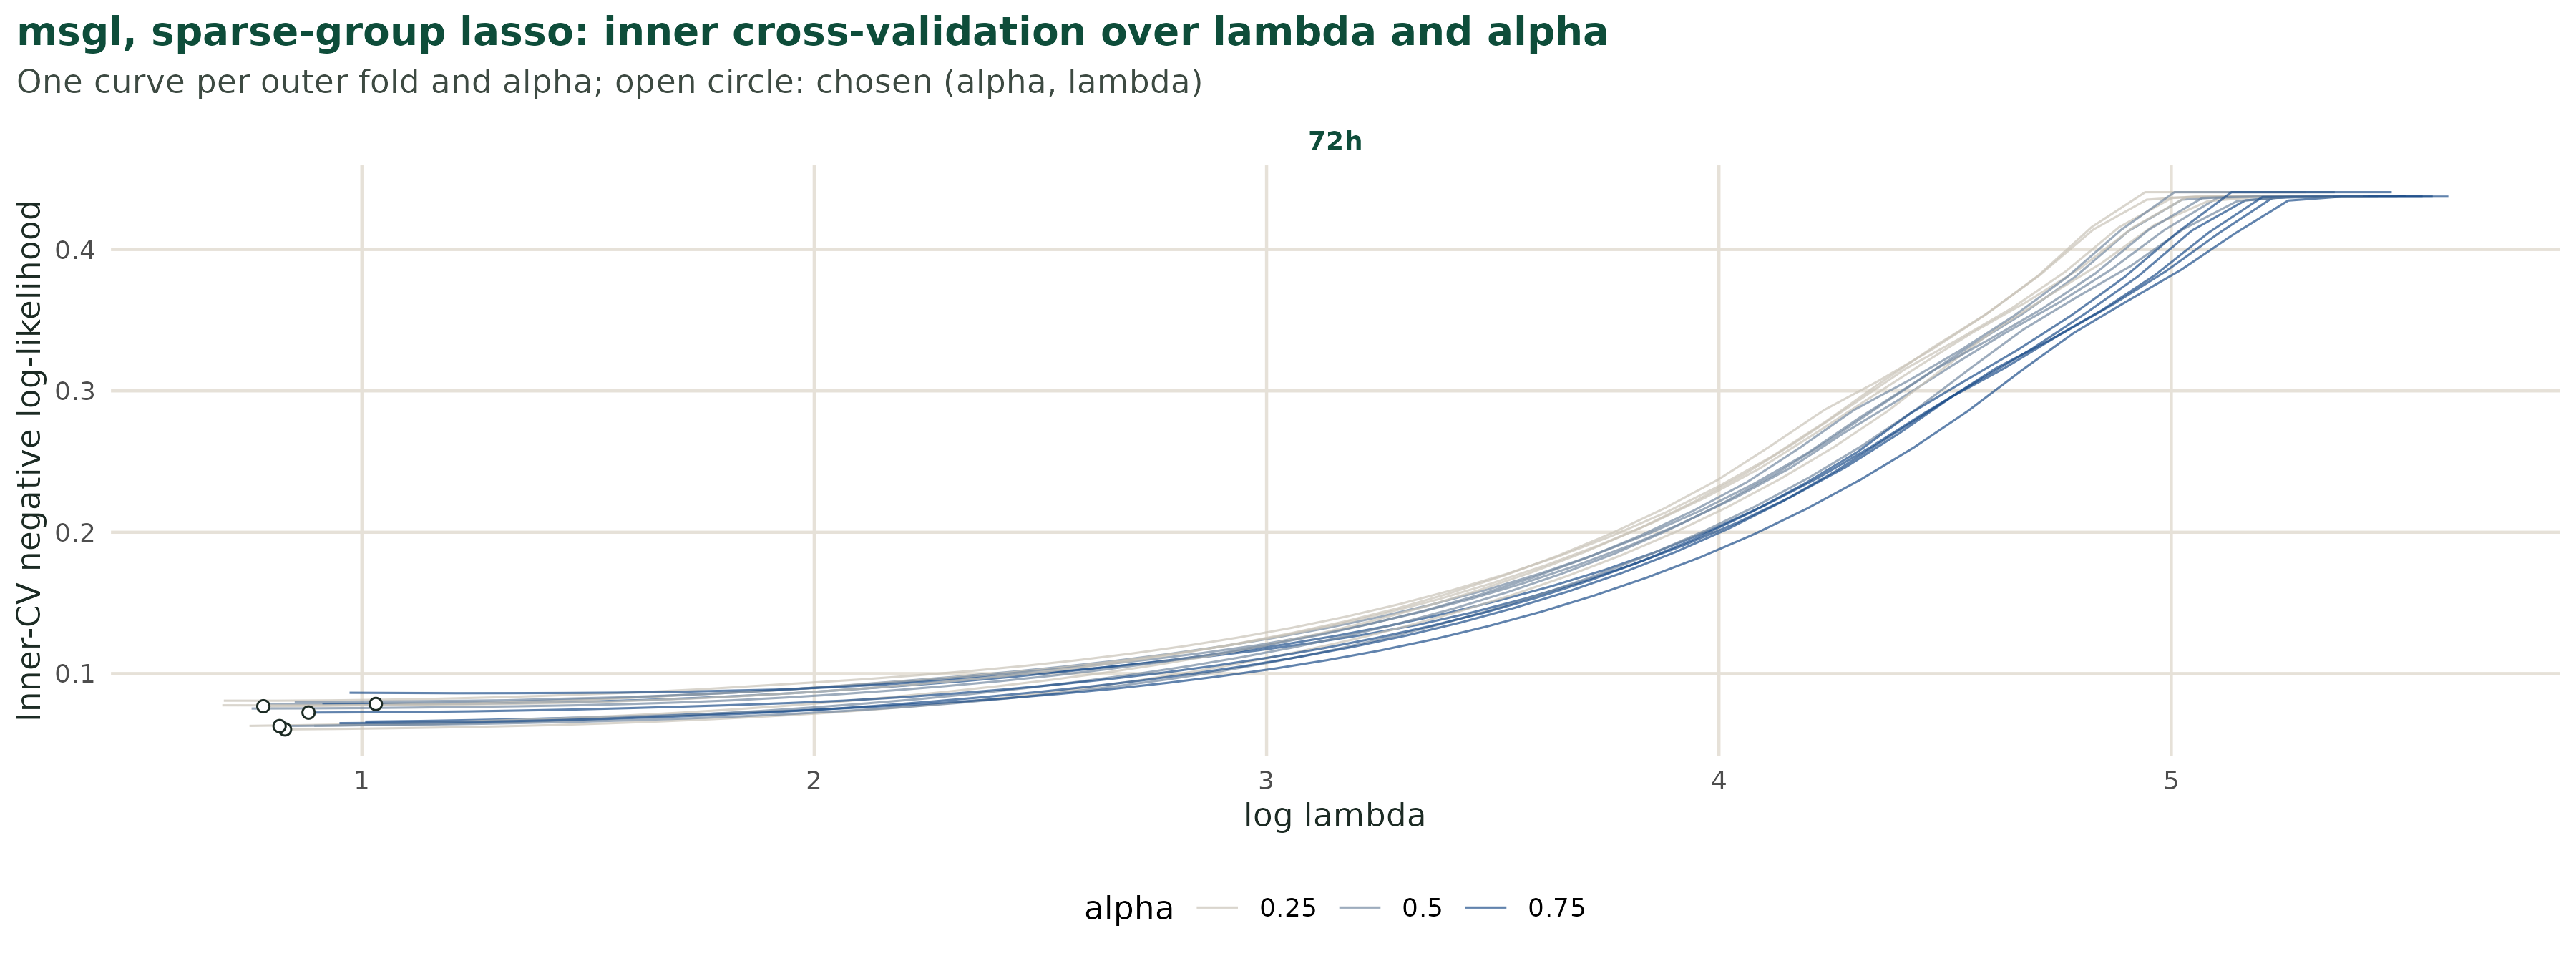 msgl, sparse-group lasso: inner cross-validation over lambda and alpha
One curve per outer fold and alpha; open circle: chosen (alpha, lambda)
72h
Inner-CV negative log-likelihood
0.4
0.3
0.2
0.1
1 2 3 4 5
log lambda
alpha 0.25 0.5 0.75